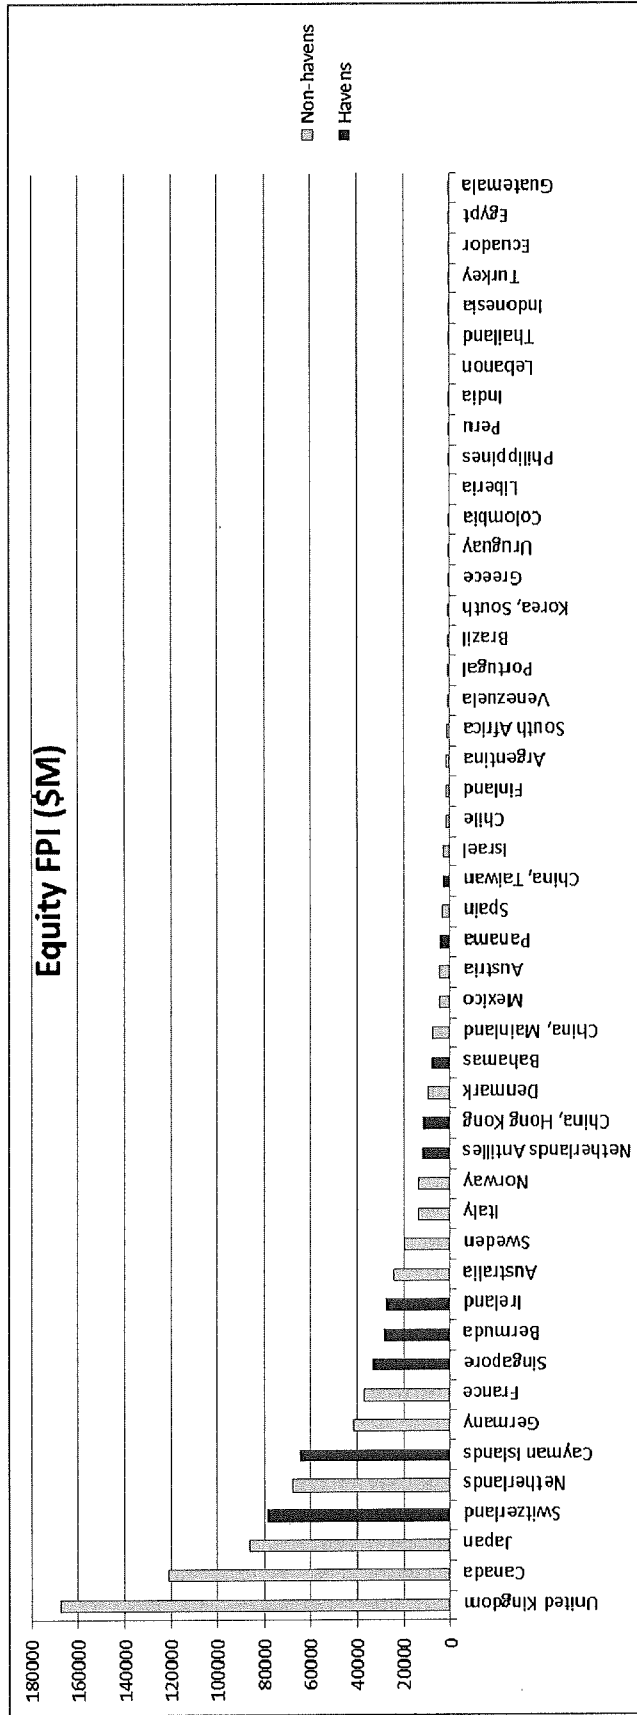 Equity FPI ($M)
180000
160000
140000
120000
100000
80000
60000
40000
20000
0
United Kingdom
Canada
Japan
Switzerland
Netherlands
Cayman Islands
Germany
France
Singapore
Bermuda
Ireland
Australia
Sweden
Italy
Norway
Netherlands Antilles
China, Hong Kong
Denmark
Bahamas
China, Mainland
Mexico
Austria
Panama
Spain
China, Taiwan
Israel
Chile
Finland
Argentina
South Africa
Venezuela
Portugal
Brazil
Korea, South
Greece
Uruguay
Colombia
Liberia
Philippines
Peru
India
Lebanon
Thailand
Indonesia
Turkey
Ecuador
Egypt
Guatemala
Non-havens
Havens